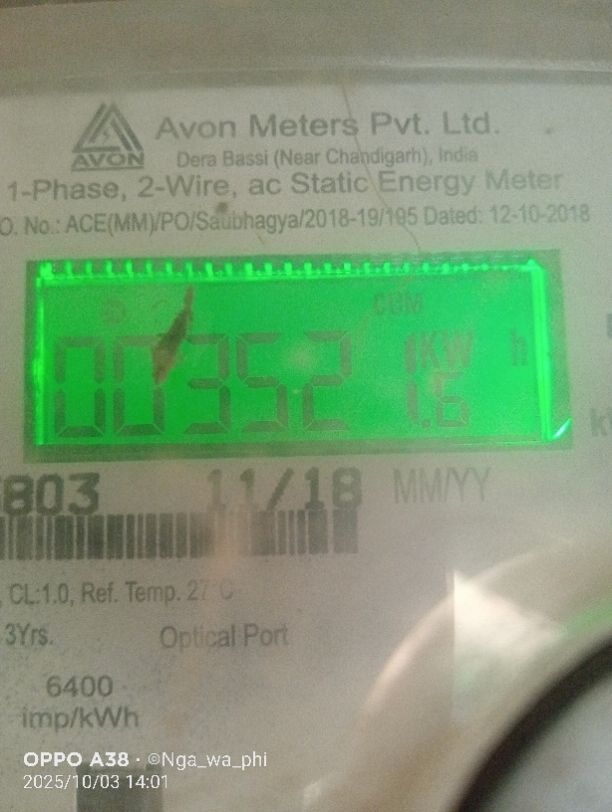 Avon Meters Pvt. Ltd.
AVON
Dera Bassi (Near Chandigarh), India
1-Phase, 2-Wire, ac Static Energy Meter
O. No.: ACE(MM)/PO/Saubhagya/2018-19/195 Dated: 12-10-2018
CUM
KW h
00352 1.6
803 11/18 MM/YY
CL:1.0, Ref. Temp. 27°C
3Yrs. Optical Port
6400
imp/kWh
OPPO A38 · ©Nga_wa_phi
2025/10/03 14:01